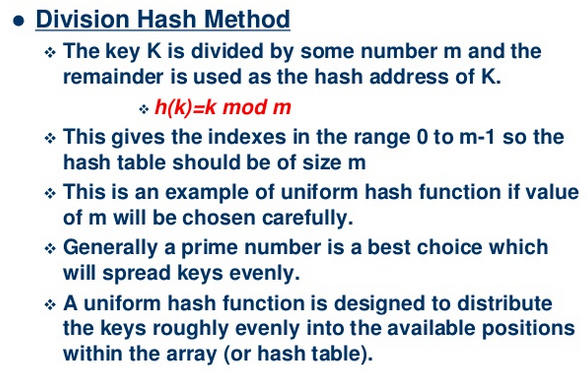 ● Division Hash Method
❖ The key K is divided by some number m and the
remainder is used as the hash address of K.
❖ h(k)=k mod m
❖ This gives the indexes in the range 0 to m-1 so the
hash table should be of size m
❖ This is an example of uniform hash function if value
of m will be chosen carefully.
❖ Generally a prime number is a best choice which
will spread keys evenly.
❖ A uniform hash function is designed to distribute
the keys roughly evenly into the available positions
within the array (or hash table).